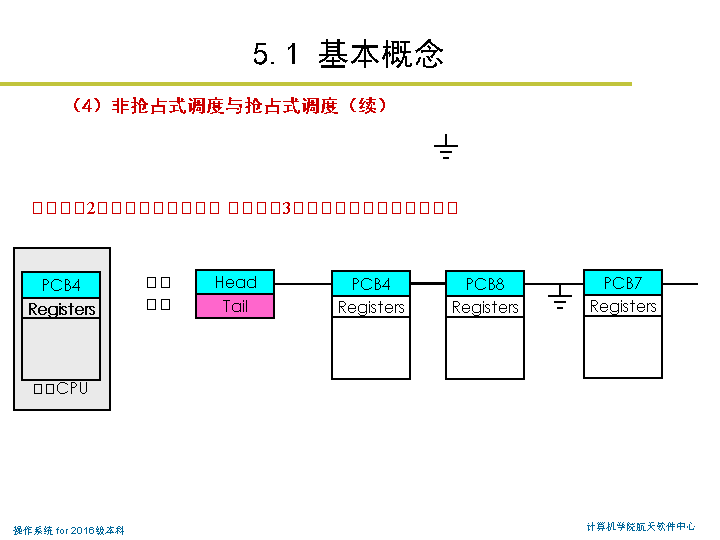 5.1 基本概念
（4）非抢占式调度与抢占式调度（续）
2
3
PCB4
Registers
CPU
Head
Tail
PCB4
Registers
PCB8
Registers
PCB7
Registers
操作系统 for 2016级本科
计算机学院航天软件中心